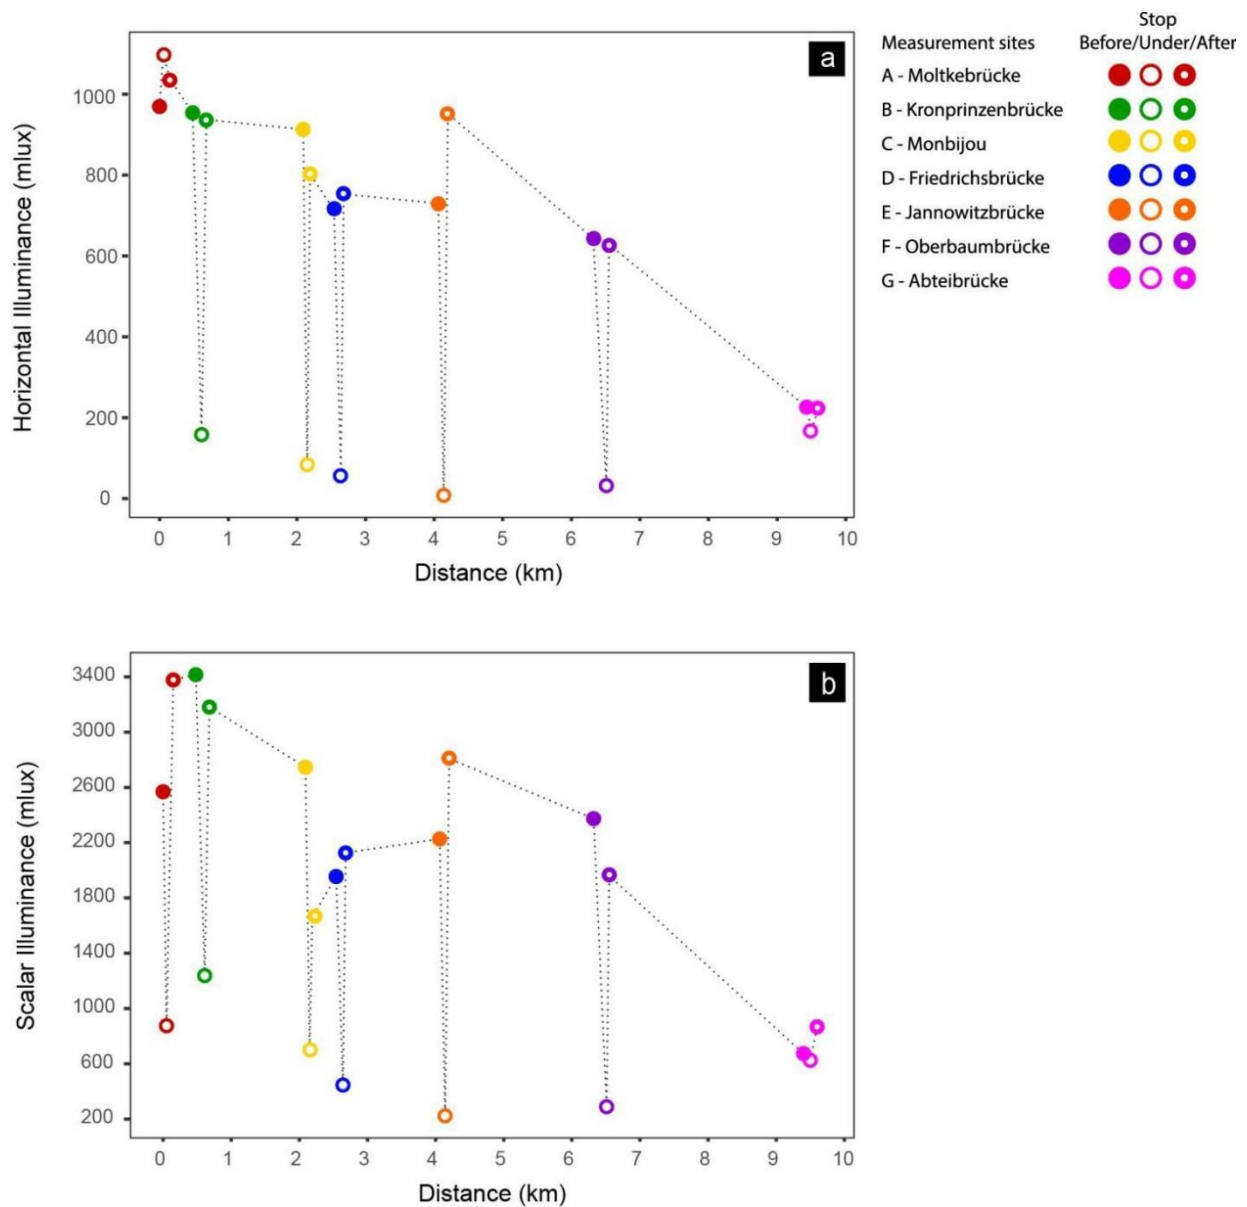 Stop
Measurement sites Before/Under/After
A - Moltkebrücke
B - Kronprinzenbrücke
C - Monbijou
D - Friedrichsbrücke
E - Jannowitzbrücke
F - Oberbaumbrücke
G - Abteibrücke
a
Horizontal Illuminance (mlux)
1000
800
600
400
200
0
0 1 2 3 4 5 6 7 8 9 10
Distance (km)
b
Scalar Illuminance (mlux)
3400
3000
2600
2200
1800
1400
1000
600
200
0 1 2 3 4 5 6 7 8 9 10
Distance (km)